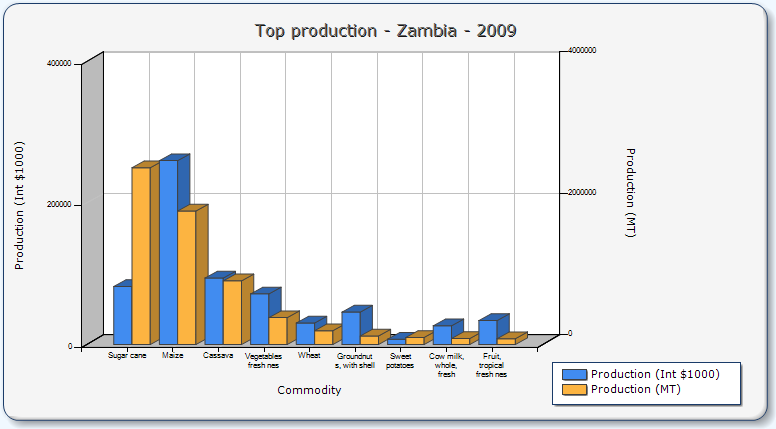 Top production - Zambia - 2009
400000
200000
0
4000000
2000000
0
Production (Int $1000)
Production (MT)
Sugar cane
Maize
Cassava
Vegetables
fresh nes
Wheat
Groundnut
s, with shell
Sweet
potatoes
Cow milk,
whole,
fresh
Fruit,
tropical
fresh nes
Commodity
Production (Int $1000)
Production (MT)